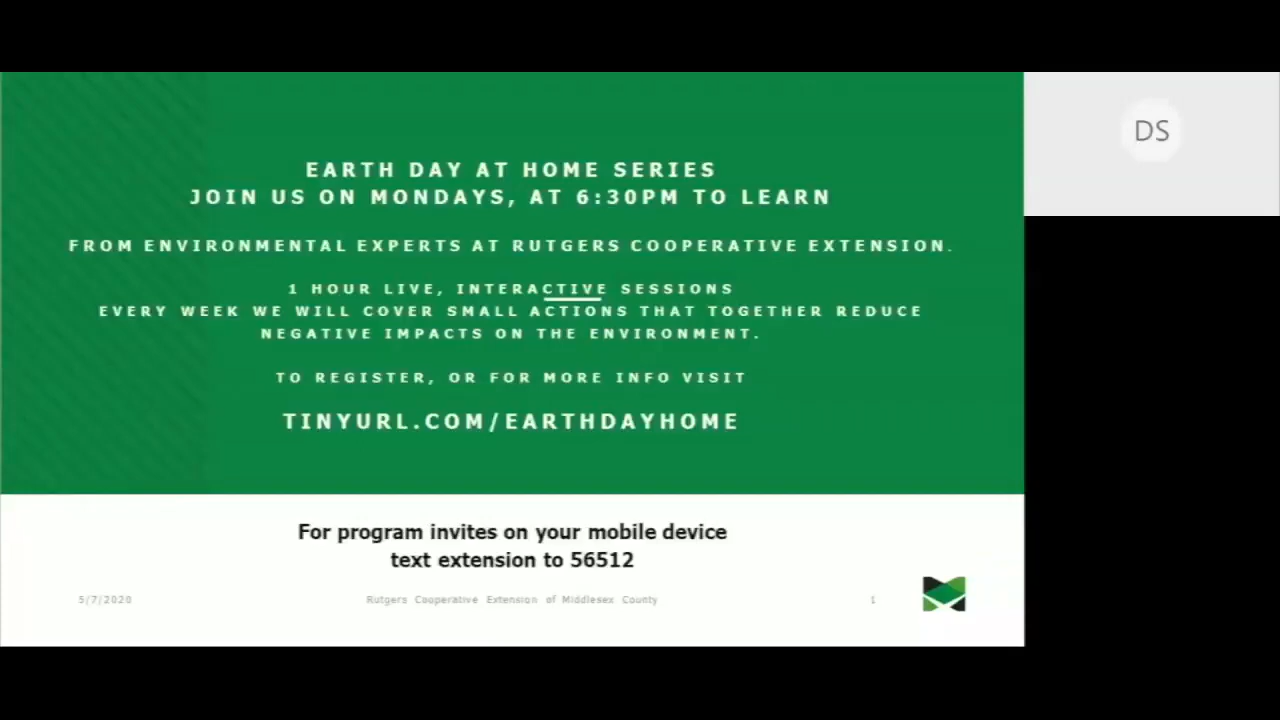 EARTH DAY AT HOME SERIES
JOIN US ON MONDAYS, AT 6:30PM TO LEARN
FROM ENVIRONMENTAL EXPERTS AT RUTGERS COOPERATIVE EXTENSION.
1 HOUR LIVE, INTERACTIVE SESSIONS
EVERY WEEK WE WILL COVER SMALL ACTIONS THAT TOGETHER REDUCE
NEGATIVE IMPACTS ON THE ENVIRONMENT.
TO REGISTER, OR FOR MORE INFO VISIT
TINYURL.COM/EARTHDAYHOME
For program invites on your mobile device
text extension to 56512
5/7/2020
Rutgers Cooperative Extension of Middlesex County
1
DS